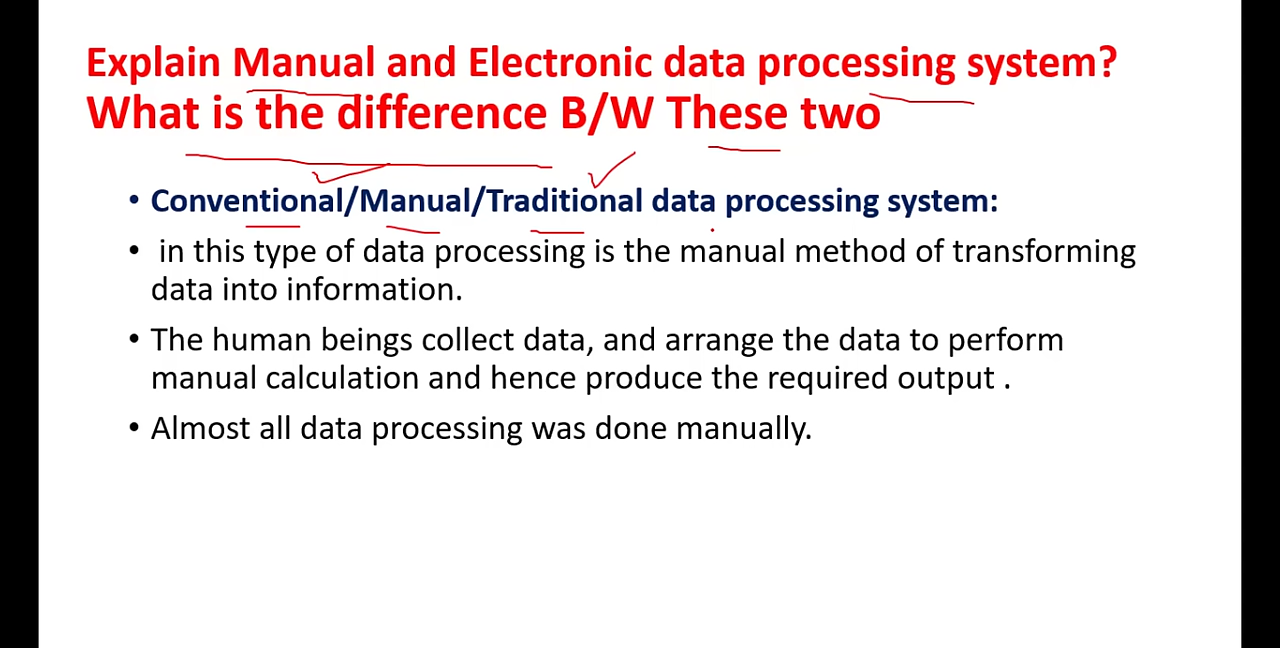 Explain Manual and Electronic data processing system?
What is the difference B/W These two
• Conventional/Manual/Traditional data processing system:
• in this type of data processing is the manual method of transforming
data into information.
• The human beings collect data, and arrange the data to perform
manual calculation and hence produce the required output .
• Almost all data processing was done manually.